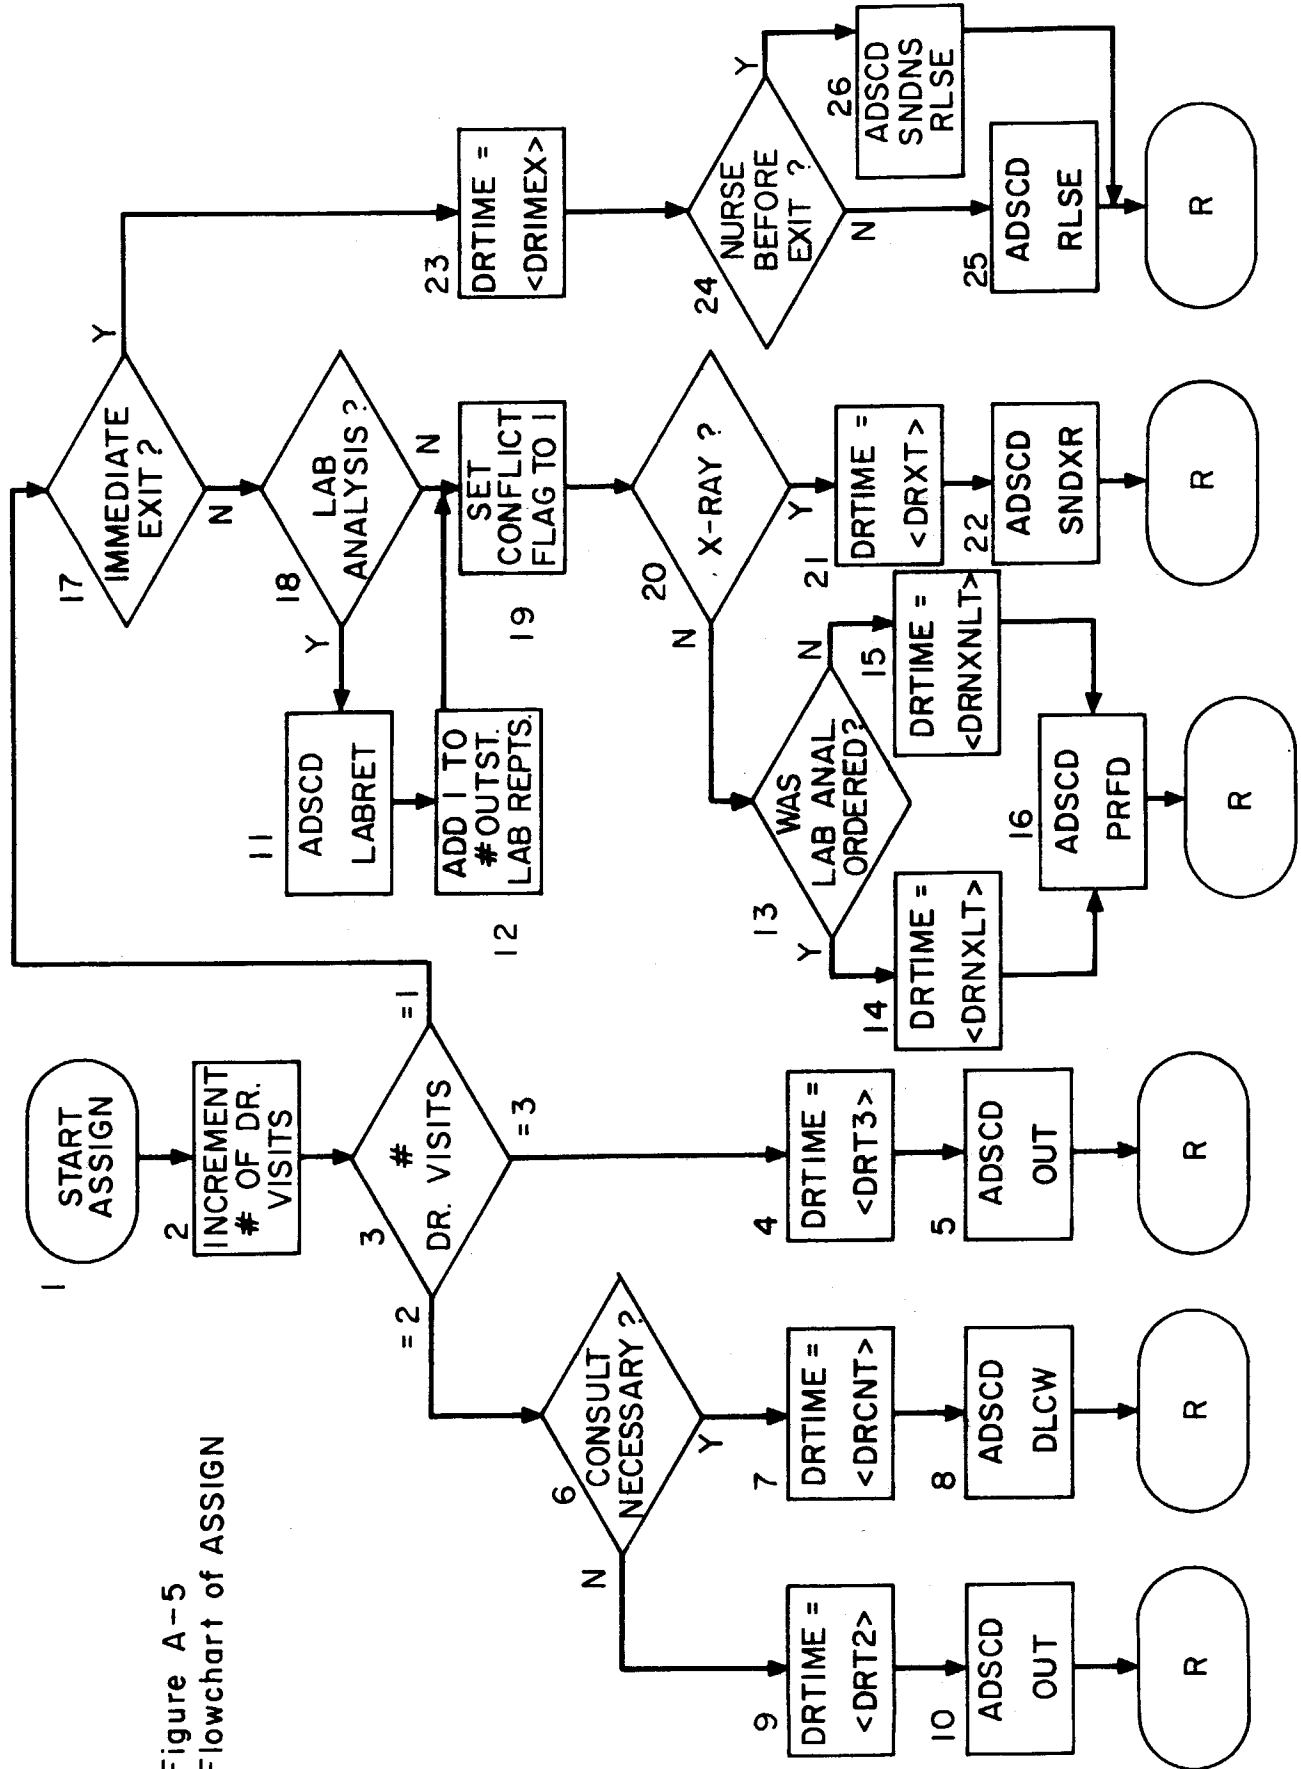 Figure A-5
Flowchart of ASSIGN
1
START
ASSIGN
2
INCREMENT
# OF DR.
VISITS
3
#
DR. VISITS
=1
=2
=3
4
DRTIME =
<DRT3>
5
ADSCD
OUT
R
6
CONSULT
NECESSARY?
N
Y
7
DRTIME =
<DRCNT>
8
ADSCD
DLCW
R
9
DRTIME =
<DRT2>
10
ADSCD
OUT
R
17
IMMEDIATE
EXIT?
Y
N
18
LAB
ANALYSIS?
Y
N
11
ADSCD
LABRET
12
ADD 1 TO
# OUTST.
LAB REPTS.
19
SET
CONFLICT
FLAG TO 1
20
X-RAY?
N
Y
13
WAS
LAB ANAL
ORDERED?
Y
N
14
DRTIME =
<DRNXLT>
15
DRTIME =
<DRNXNLT>
16
ADSCD
PRFD
R
21
DRTIME =
<DRXT>
22
ADSCD
SNDXR
R
23
DRTIME =
<DRIMEX>
24
NURSE
BEFORE
EXIT ?
Y
N
26
ADSCD
SNDNS
RLSE
25
ADSCD
RLSE
R